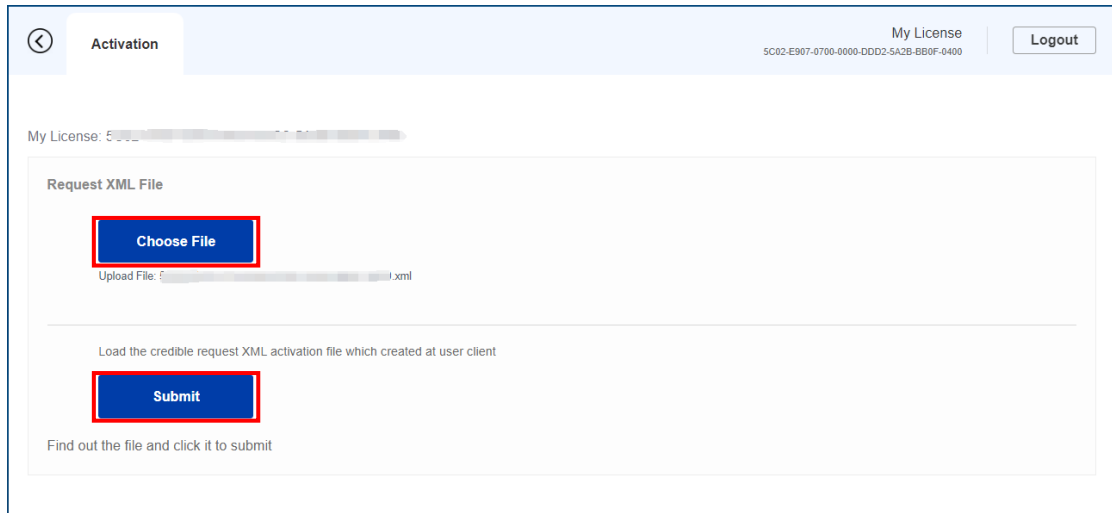 My License
Activation
Logout
5C02-E907-0700-0000-DDD2-5A2B-BB0F-0400
My License:
Request XML File
Choose File
Upload File: .xml
Load the credible request XML activation file which created at user client
Submit
Find out the file and click it to submit